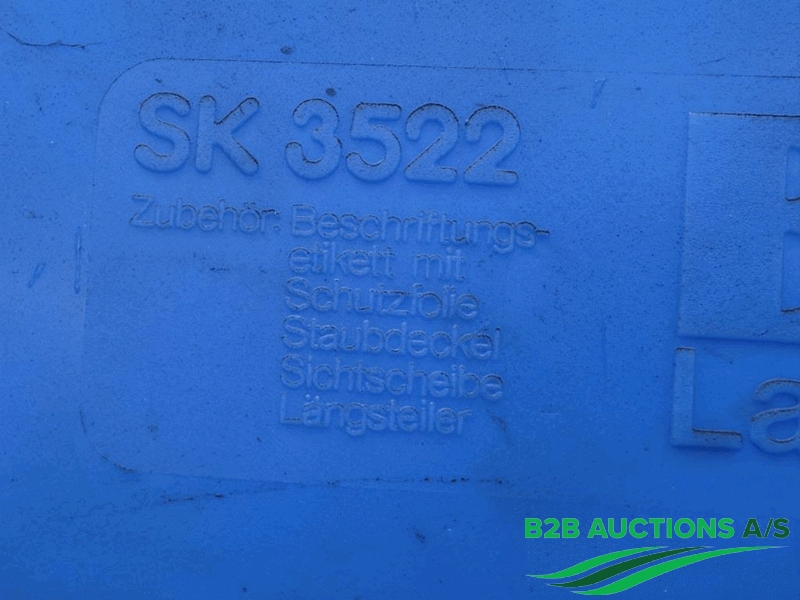 SK 3522
Zubehör: Beschriftungs-
etikett mit
Schutzfolie
Staubdeckel
Sichtscheibe
Längsteiler
La
B2B AUCTIONS A/S